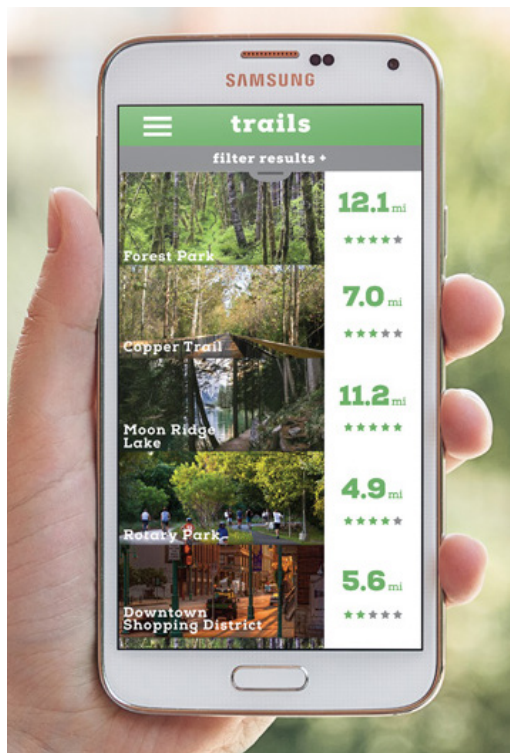 SAMSUNG
trails
filter results +
12.1 mi
Forest Park
7.0 mi
Copper Trail
11.2 mi
Moon Ridge
Lake
4.9 mi
Rotary Park
5.6 mi
Downtown
Shopping District